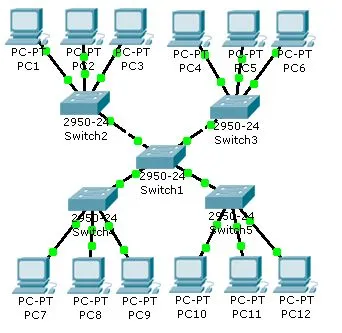 PC-PT
PC1
PC-PT
PC2
PC-PT
PC3
PC-PT
PC4
PC-PT
PC5
PC-PT
PC6
2950-24
Switch2
2950-24
Switch3
2950-24
Switch1
2950-24
Switch4
2950-24
Switch5
PC-PT
PC7
PC-PT
PC8
PC-PT
PC9
PC-PT
PC10
PC-PT
PC11
PC-PT
PC12